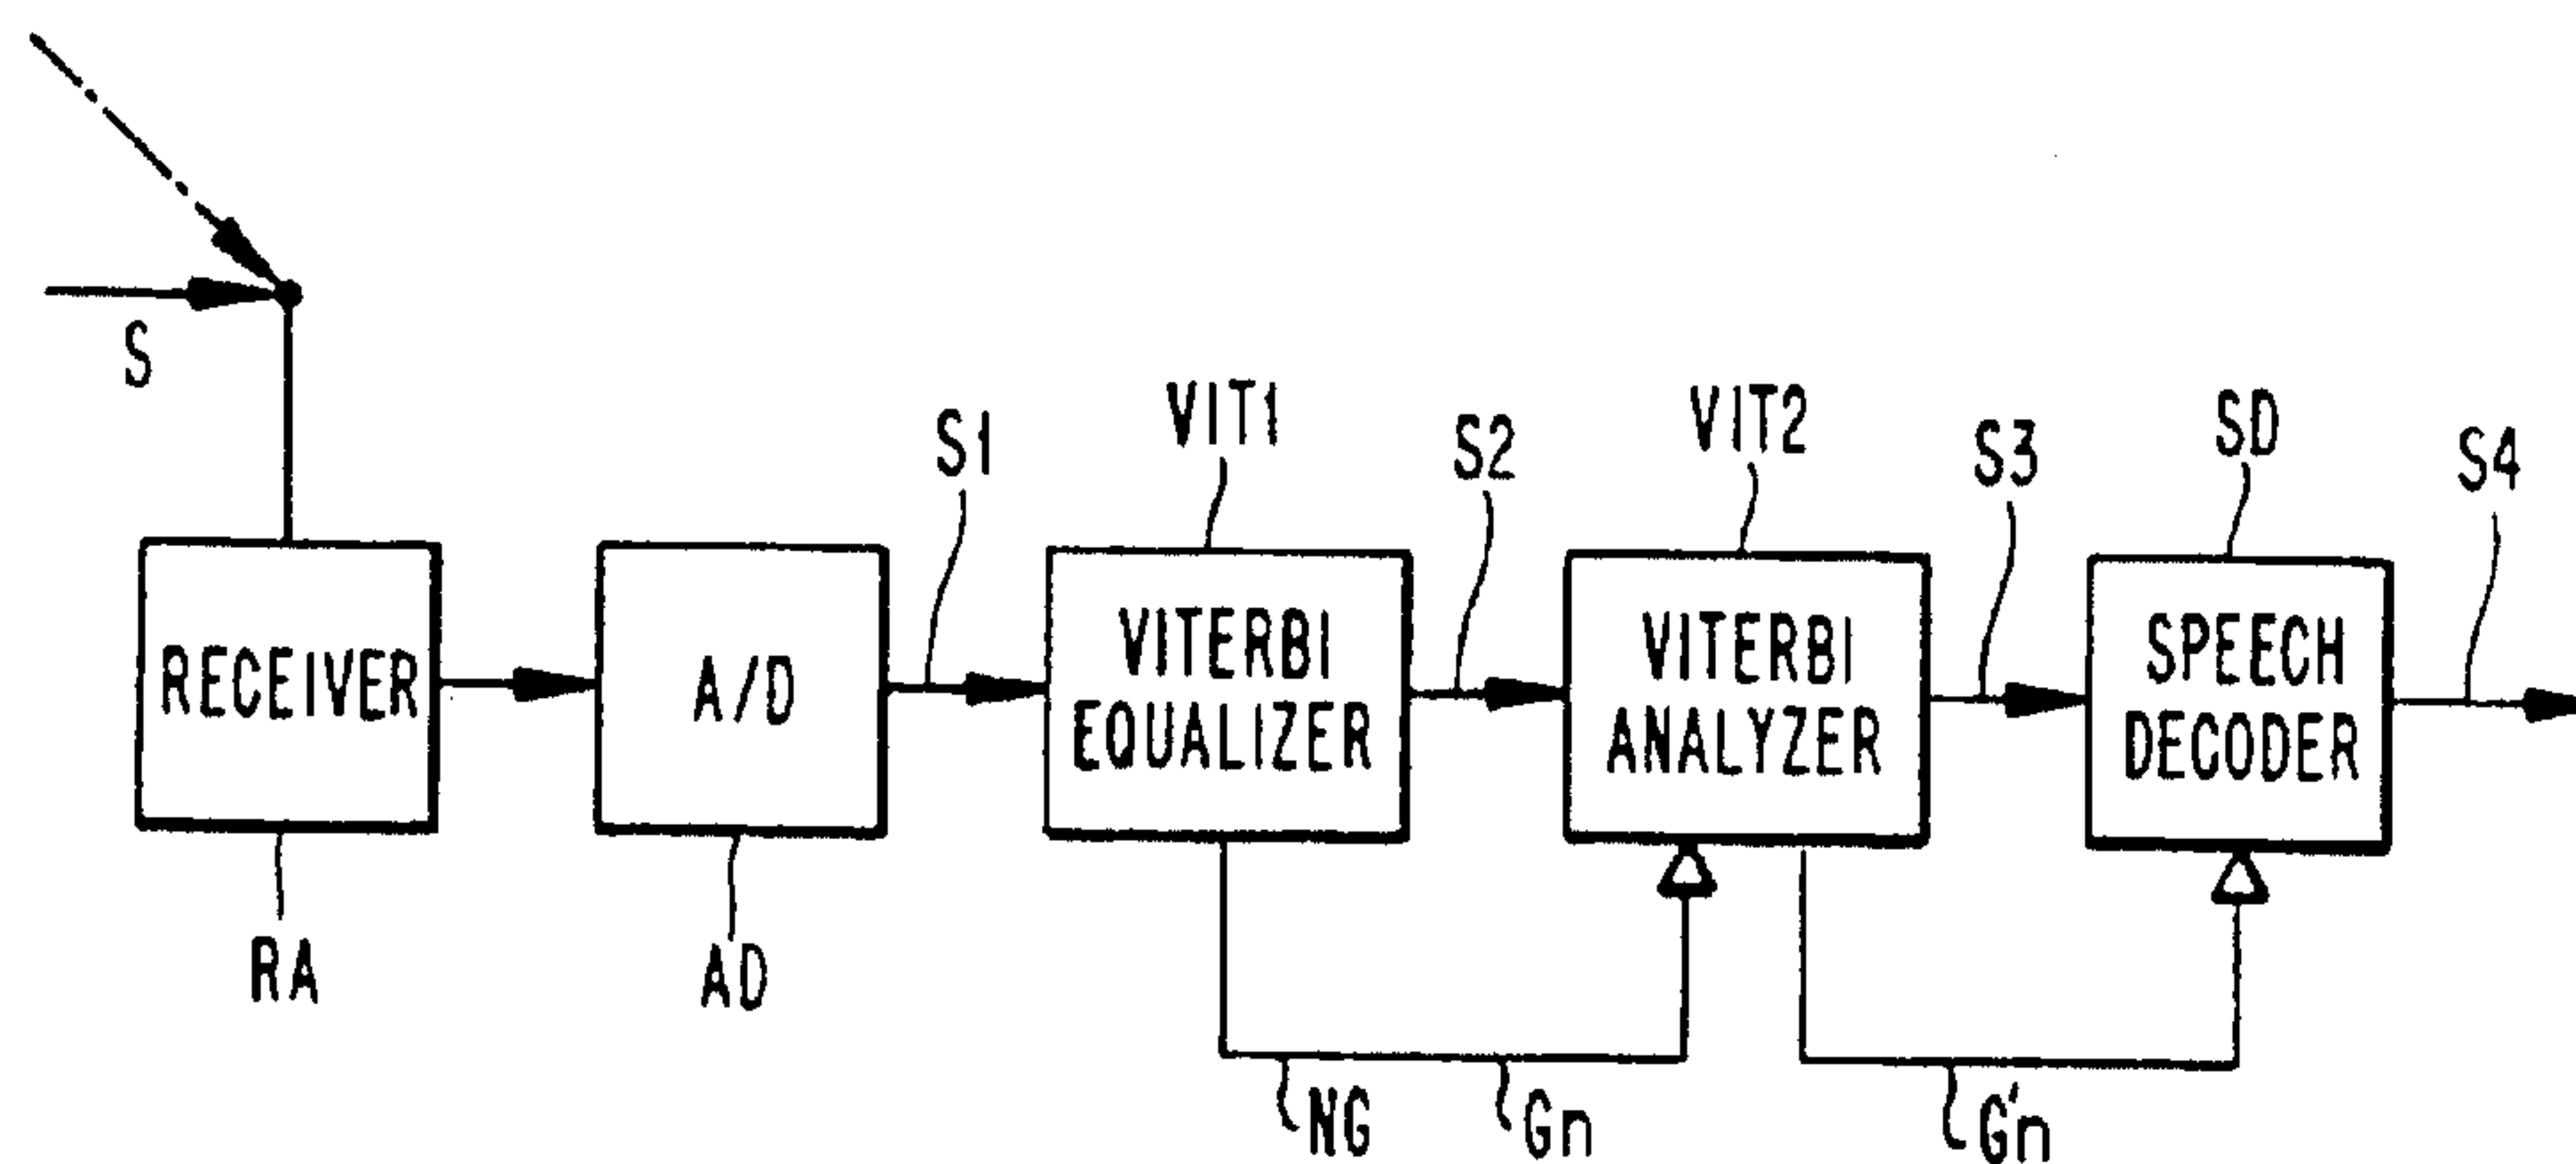 S
S1
VIT1
S2
VIT2
S3
SD
S4
RECEIVER
A/D
VITERBI
EQUALIZER
VITERBI
ANALYZER
SPEECH
DECODER
RA
AD
NG
Gn
G'n